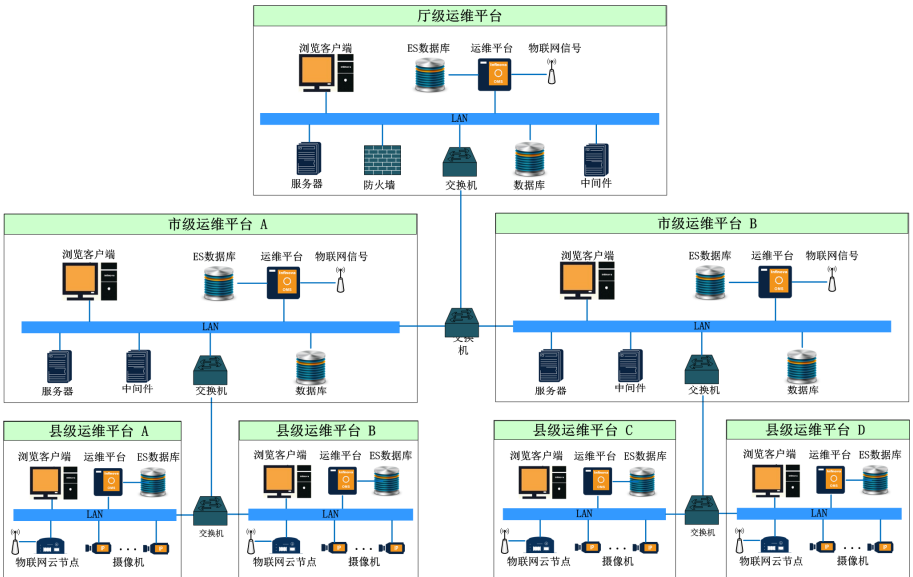 厅级运维平台
浏览客户端
ES数据库
运维平台
物联网信号
LAN
服务器
防火墙
交换机
数据库
中间件
市级运维平台 A
浏览客户端
ES数据库
运维平台
物联网信号
LAN
服务器
中间件
交换机
数据库
交换
机
市级运维平台 B
浏览客户端
ES数据库
运维平台
物联网信号
LAN
服务器
中间件
交换机
数据库
县级运维平台 A
浏览客户端
运维平台
ES数据库
LAN
物联网云节点
摄像机
交换机
县级运维平台 B
浏览客户端
运维平台
ES数据库
LAN
物联网云节点
摄像机
县级运维平台 C
浏览客户端
运维平台
ES数据库
LAN
物联网云节点
摄像机
交换机
县级运维平台 D
浏览客户端
运维平台
ES数据库
LAN
物联网云节点
摄像机